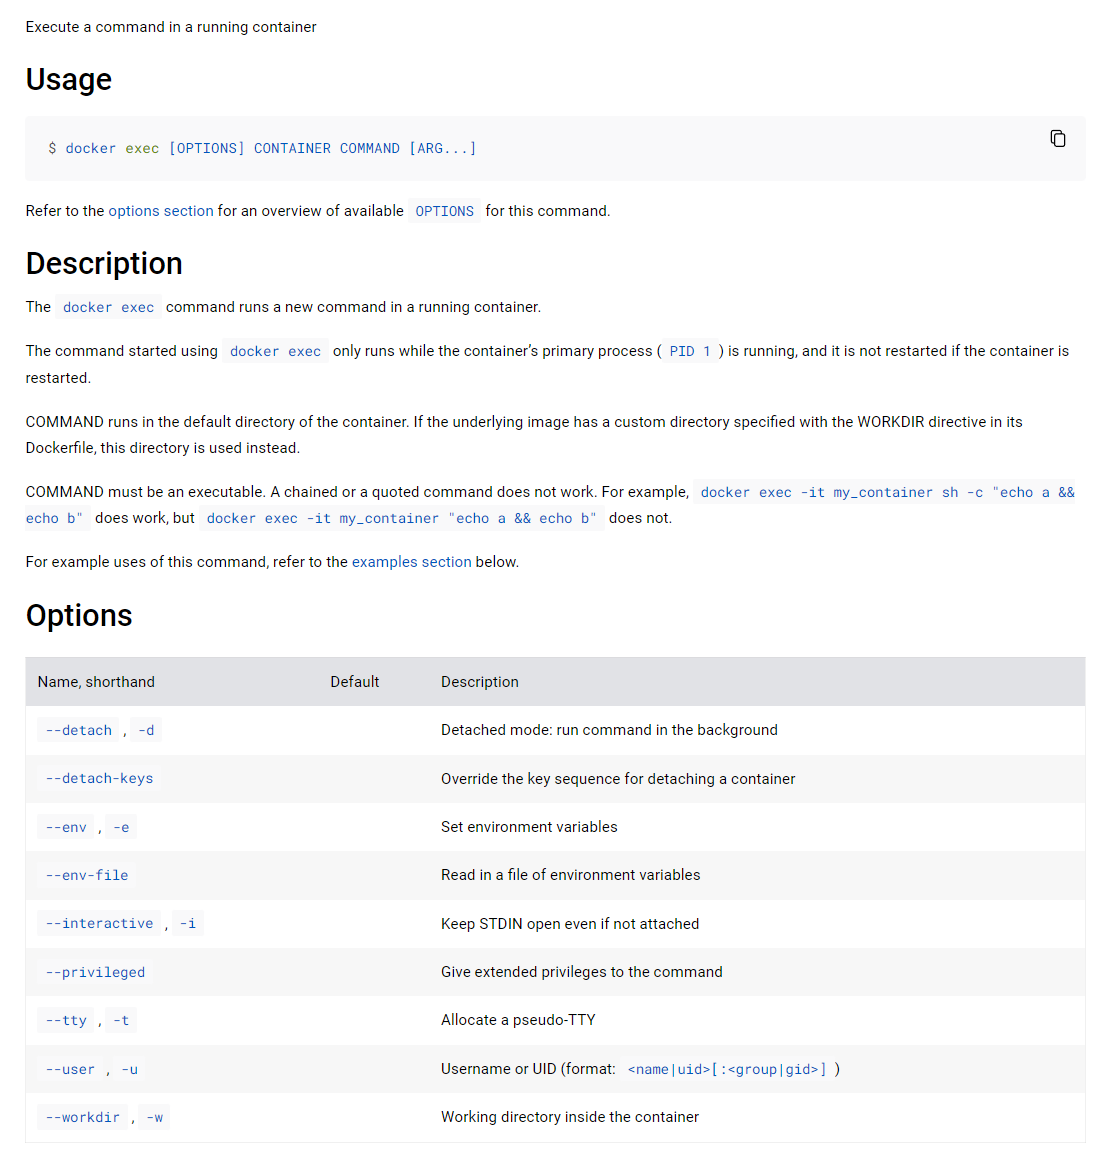 Execute a command in a running container
Usage
$ docker exec [OPTIONS] CONTAINER COMMAND [ARG...]
Refer to the options section for an overview of available OPTIONS for this command.
Description
The docker exec command runs a new command in a running container.
The command started using docker exec only runs while the container’s primary process ( PID 1 ) is running, and it is not restarted if the container is
restarted.
COMMAND runs in the default directory of the container. If the underlying image has a custom directory specified with the WORKDIR directive in its
Dockerfile, this directory is used instead.
COMMAND must be an executable. A chained or a quoted command does not work. For example, docker exec -it my_container sh -c "echo a &&
echo b" does work, but docker exec -it my_container "echo a && echo b" does not.
For example uses of this command, refer to the examples section below.
Options
Name, shorthand Default Description
--detach , -d Detached mode: run command in the background
--detach-keys Override the key sequence for detaching a container
--env , -e Set environment variables
--env-file Read in a file of environment variables
--interactive , -i Keep STDIN open even if not attached
--privileged Give extended privileges to the command
--tty , -t Allocate a pseudo-TTY
--user , -u Username or UID (format: <name|uid>[:<group|gid>] )
--workdir , -w Working directory inside the container